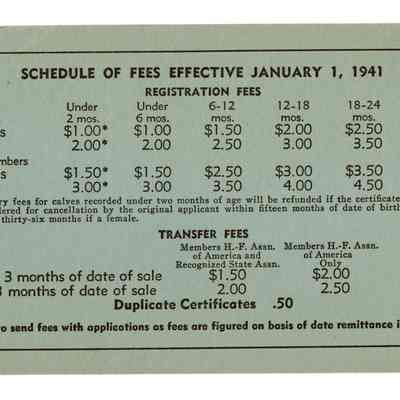 SCHEDULE OF FEES EFFECTIVE JANUARY 1, 1941
REGISTRATION FEES
Under Under 6-12 12-18 18-24
2 mos. 6 mos. mos. mos. mos.
s $1.00* $1.00 $1.50 $2.00 $2.50
2.00* 2.00 2.50 3.00 3.50
mbers
s $1.50* $1.50 $2.50 $3.00 $3.50
3.00* 3.00 3.50 4.00 4.50
ry fees for calves recorded under two months of age will be refunded if the certificate
ered for cancellation by the original applicant within fifteen months of date of birth
thirty-six months if a female.
TRANSFER FEES
Members H.-F. Assn. Members H.-F. Assn.
of America and of America
Recognized State Assn. Only
3 months of date of sale $1.50 $2.00
3 months of date of sale 2.00 2.50
Duplicate Certificates .50
to send fees with applications as fees are figured on basis of date remittance i